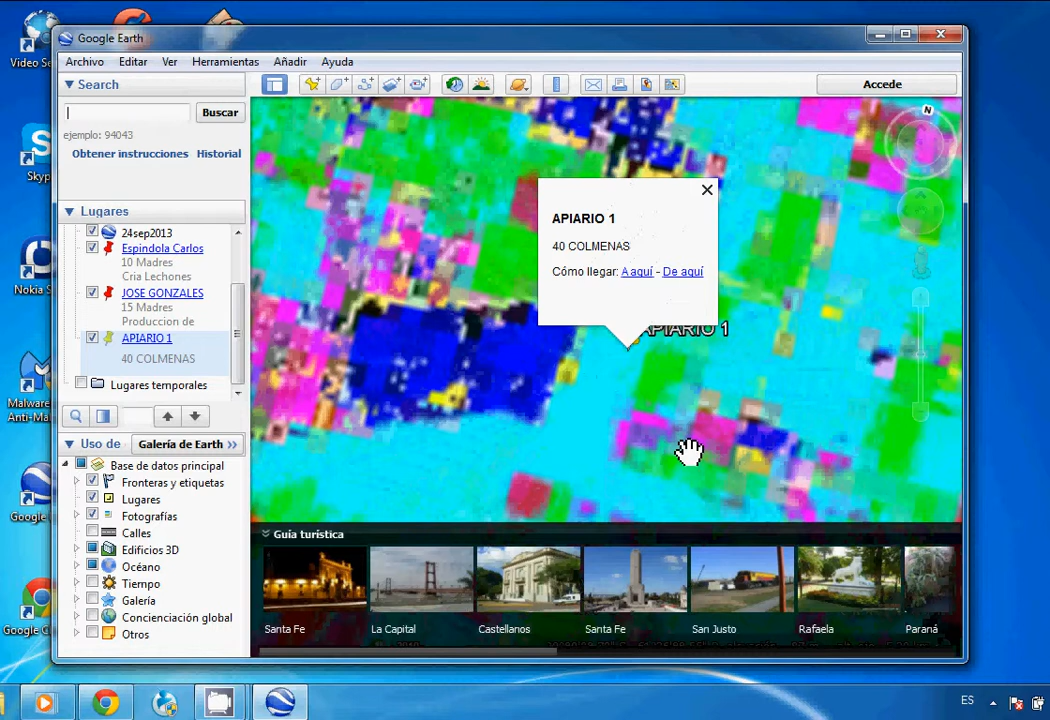 Video Se
Skyp
Nokia S
Malware
Anti-Mal
Google
Google C
Google Earth
Archivo Editar Ver Herramientas Añadir Ayuda
Search
Buscar
ejemplo: 94043
Obtener instrucciones Historial
Lugares
24sep2013
Espindola Carlos
10 Madres
Cria Lechones
JOSE GONZALES
15 Madres
Produccion de
APIARIO 1
40 COLMENAS
Lugares temporales
Uso de
Galería de Earth >>
Base de datos principal
Fronteras y etiquetas
Lugares
Fotografías
Calles
Edificios 3D
Océano
Tiempo
Galería
Concienciación global
Otros
Accede
N
APIARIO 1
40 COLMENAS
Cómo llegar: A aquí - De aquí
APIARIO 1
Guía turística
Santa Fe
La Capital
Castellanos
Santa Fe
San Justo
Rafaela
Paraná
ES